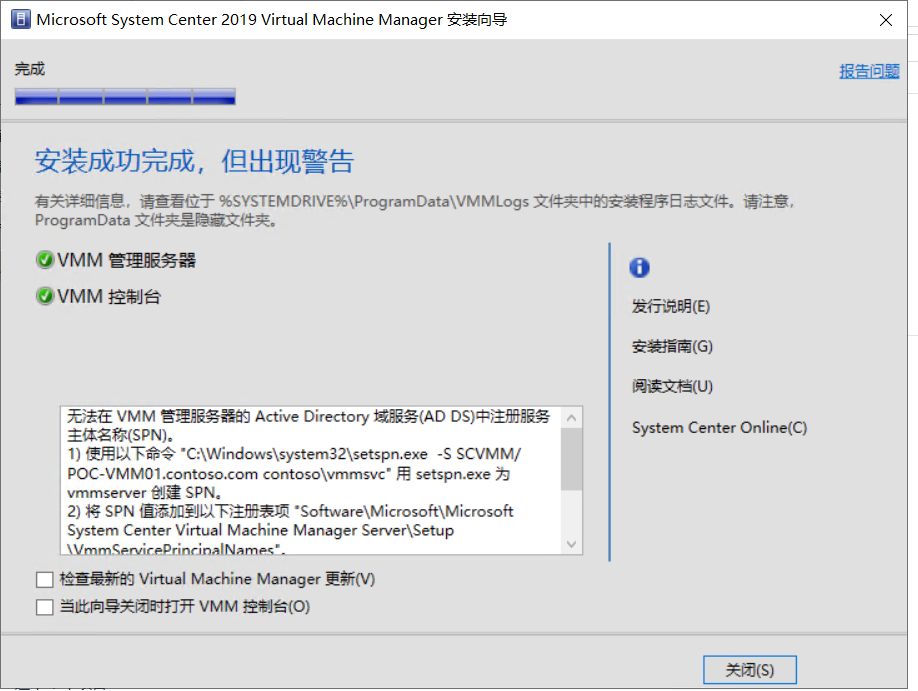 Microsoft System Center 2019 Virtual Machine Manager 安装向导
完成
报告问题
安装成功完成，但出现警告
有关详细信息，请查看位于 %SYSTEMDRIVE%\ProgramData\VMMLogs 文件夹中的安装程序日志文件。请注意，
ProgramData 文件夹是隐藏文件夹。
VMM 管理服务器
VMM 控制台
发行说明(E)
安装指南(G)
阅读文档(U)
System Center Online(C)
无法在 VMM 管理服务器的 Active Directory 域服务(AD DS)中注册服务
主体名称(SPN)。
1) 使用以下命令 "C:\Windows\system32\setspn.exe  -S SCVMM/
POC-VMM01.contoso.com contoso\vmmsvc" 用 setspn.exe 为
vmmserver 创建 SPN。
2) 将 SPN 值添加到以下注册表项 "Software\Microsoft\Microsoft
System Center Virtual Machine Manager Server\Setup
\VmmServicePrincipalNames"。
检查最新的 Virtual Machine Manager 更新(V)
当此向导关闭时打开 VMM 控制台(O)
关闭(S)